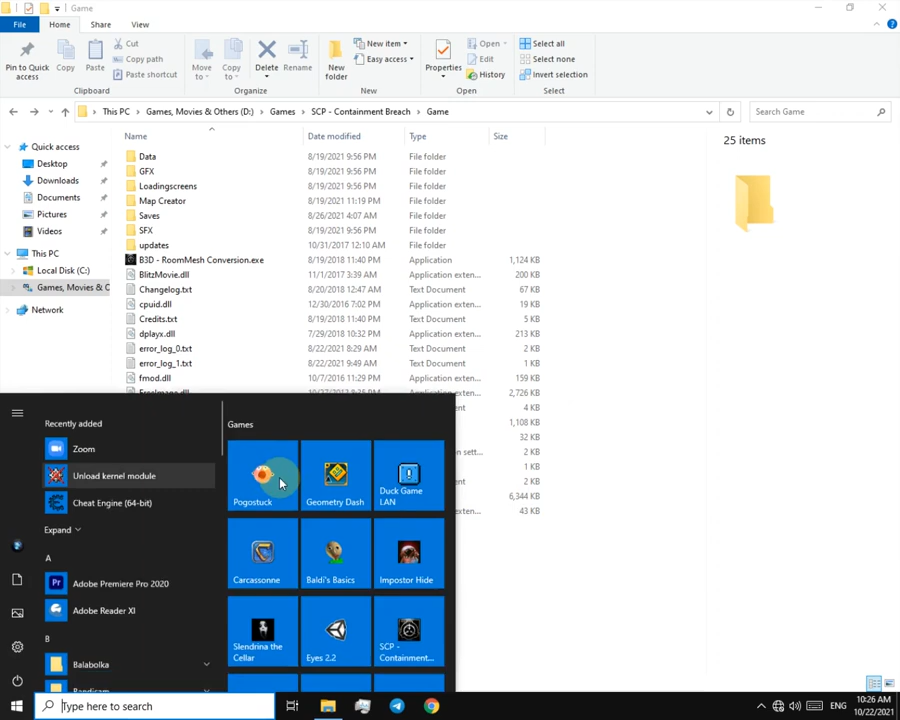 Game
File
Home
Share
View
Pin to Quick access
Copy
Paste
Cut
Copy path
Paste shortcut
Clipboard
Move to
Copy to
Delete
Rename
Organize
New folder
New item
Easy access
New
Properties
Open
Edit
History
Open
Select all
Select none
Invert selection
Select
This PC > Games, Movies & Others (D:) > Games > SCP - Containment Breach > Game
Search Game
Quick access
Desktop
Downloads
Documents
Pictures
Videos
This PC
Local Disk (C:)
Games, Movies & O
Network
Name Date modified Type Size
Data 8/19/2021 9:56 PM File folder
GFX 8/19/2021 9:56 PM File folder
Loadingscreens 8/19/2021 9:56 PM File folder
Map Creator 8/19/2021 11:19 PM File folder
Saves 8/26/2021 4:07 AM File folder
SFX 8/19/2021 9:56 PM File folder
updates 10/31/2017 12:10 AM File folder
B3D - RoomMesh Conversion.exe 8/19/2018 11:40 PM Application 1,124 KB
BlitzMovie.dll 11/1/2017 3:39 AM Application exten... 200 KB
Changelog.txt 8/20/2018 12:47 AM Text Document 67 KB
cpuid.dll 12/30/2016 7:02 PM Application exten... 19 KB
Credits.txt 8/19/2018 11:40 PM Text Document 5 KB
dplayx.dll 7/29/2018 10:32 PM Application exten... 213 KB
error_log_0.txt 8/22/2021 8:29 AM Text Document 2 KB
error_log_1.txt 8/22/2021 9:49 AM Text Document 1 KB
fmod.dll 10/7/2016 11:29 PM Application exten... 159 KB
Application exten... 2,726 KB
4 KB
1,108 KB
32 KB
1 KB
6,344 KB
43 KB
25 items
Recently added
Zoom
Unload kernel module
Cheat Engine (64-bit)
Expand
A
Adobe Premiere Pro 2020
Adobe Reader XI
B
Balabolka
Bandicam
Games
Pogostuck
Geometry Dash
Duck Game LAN
Carcassonne
Baldi's Basics
Impostor Hide
Slendrina the Cellar
Eyes 2.2
SCP - Containment...
Type here to search
ENG
10:26 AM
10/22/2021